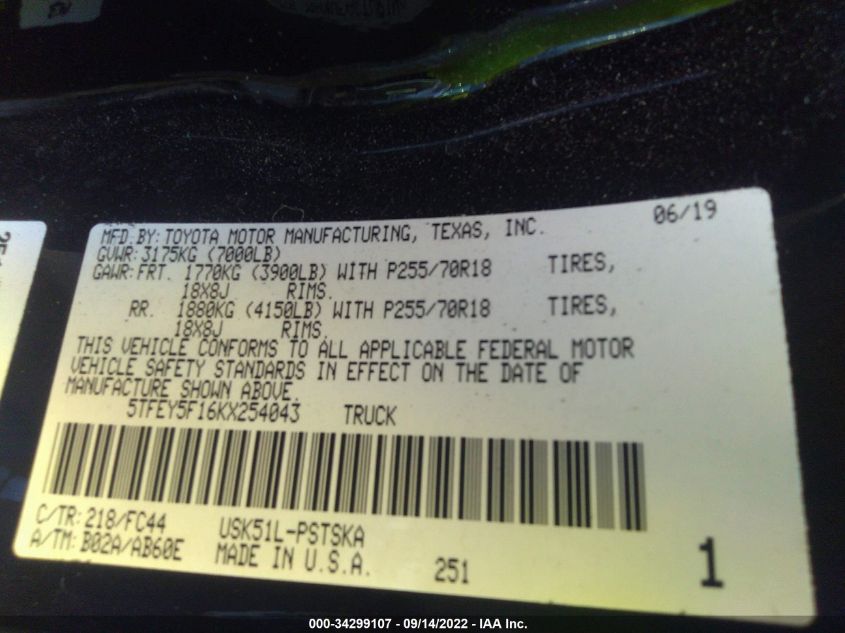 MFD.BY:TOYOTA MOTOR MANUFACTURING, TEXAS, INC. 06/19
GVWR:3175KG (7000LB)
GAWR:FRT. 1770KG (3900LB) WITH P255/70R18 TIRES,
18X8J RIMS.
RR. 1880KG (4150LB) WITH P255/70R18 TIRES,
18X8J RIMS.
THIS VEHICLE CONFORMS TO ALL APPLICABLE FEDERAL MOTOR
VEHICLE SAFETY STANDARDS IN EFFECT ON THE DATE OF
MANUFACTURE SHOWN ABOVE.
5TFEY5F16KX254043 TRUCK
C/TR:218/FC44 USK51L-PSTSKA
A/TM:B02A/AB60E MADE IN U.S.A. 251 1
000-34299107 - 09/14/2022 - IAA Inc.